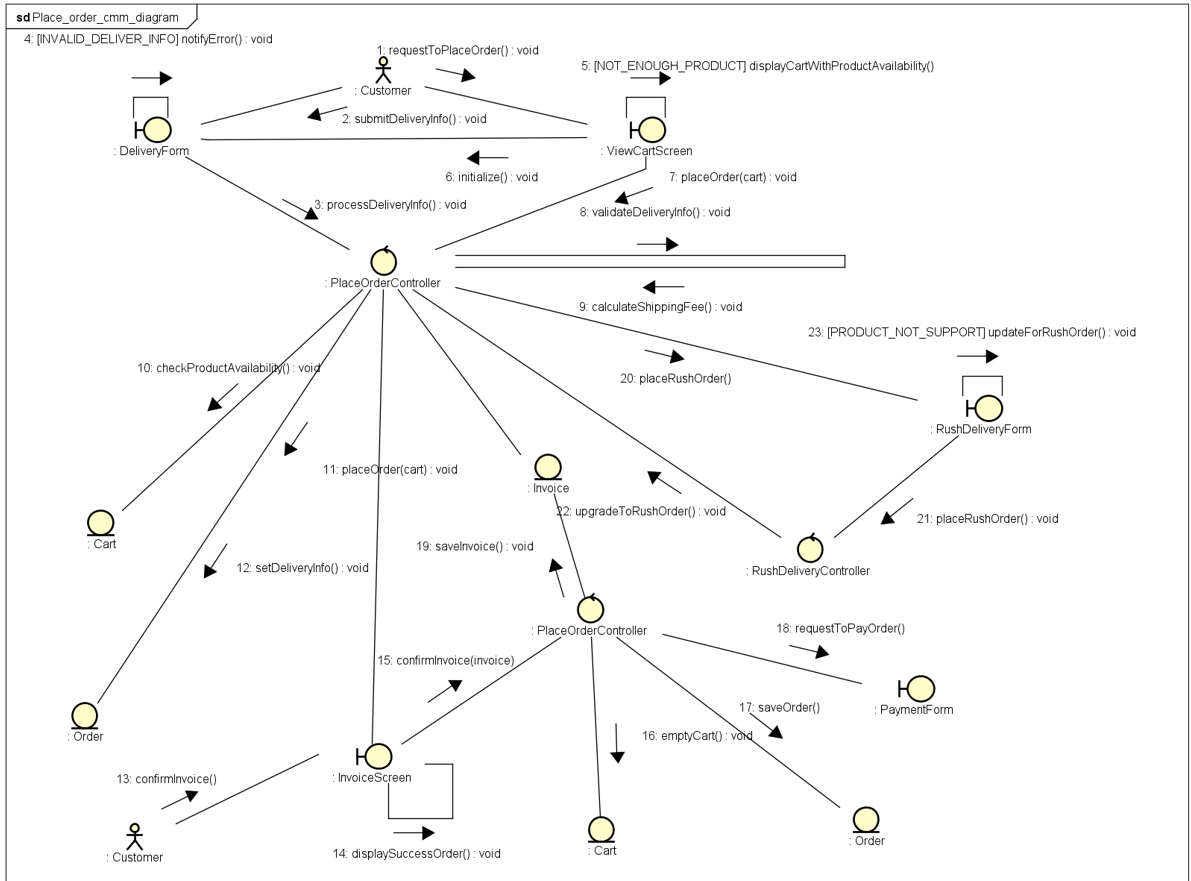 sd Place_order_cmm_diagram
4: [INVALID_DELIVER_INFO] notifyError() : void
1: requestToPlaceOrder() : void
5: [NOT_ENOUGH_PRODUCT] displayCartWithProductAvailability()
: Customer
2: submitDeliveryInfo() : void
: DeliveryForm
: ViewCartScreen
6: initialize() : void
7: placeOrder(cart) : void
3: processDeliveryInfo() : void
8: validateDeliveryInfo() : void
: PlaceOrderController
9: calculateShippingFee() : void
23: [PRODUCT_NOT_SUPPORT] updateForRushOrder() : void
10: checkProductAvailability() : void
20: placeRushOrder()
: RushDeliveryForm
11: placeOrder(cart) : void
: Invoice
22: upgradeToRushOrder() : void
21: placeRushOrder() : void
: Cart
19: saveInvoice() : void
12: setDeliveryInfo() : void
: RushDeliveryController
: PlaceOrderController
18: requestToPayOrder()
15: confirmInvoice(invoice)
17: saveOrder()
: PaymentForm
: Order
16: emptyCart() : void
13: confirmInvoice()
: InvoiceScreen
: Order
: Cart
: Customer
14: displaySuccessOrder() : void